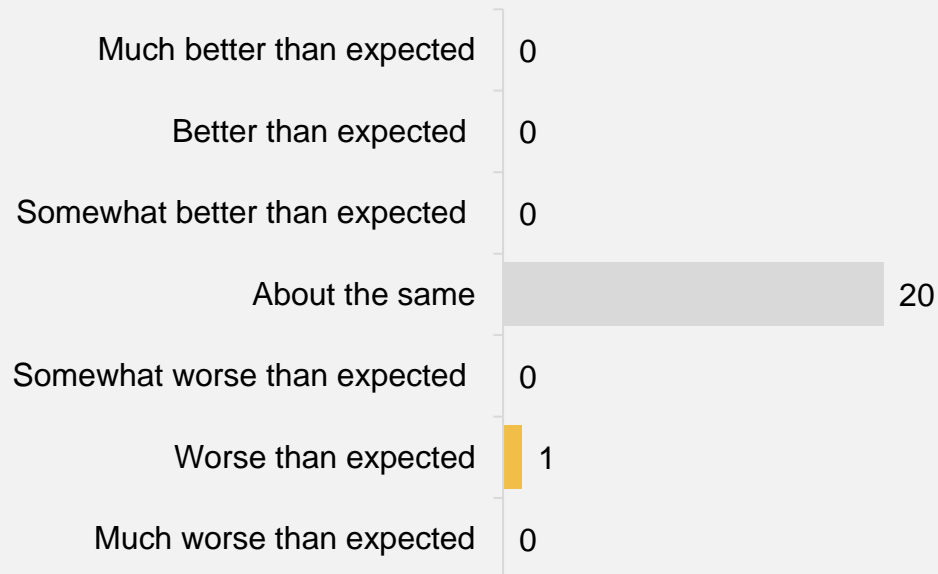 Much better than expected 0
Better than expected 0
Somewhat better than expected 0
About the same 20
Somewhat worse than expected 0
Worse than expected 1
Much worse than expected 0